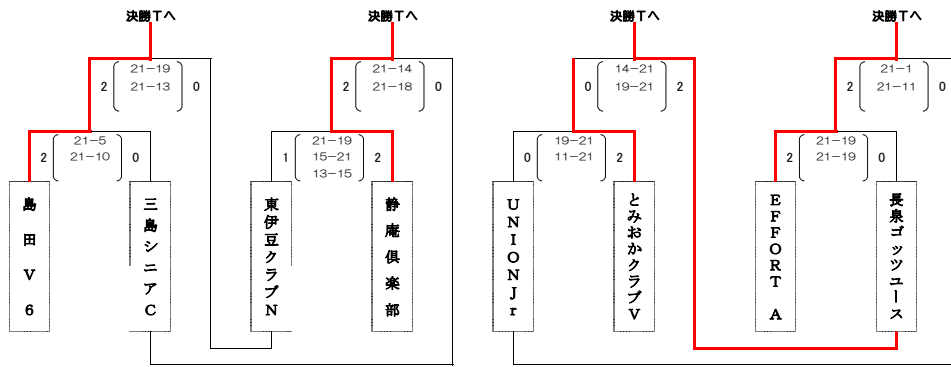 決勝Tへ 決勝Tへ 決勝Tへ 決勝Tへ
2 21−19 0 2 21−14 0 0 14−21 2 2 21−1 0
21−13 21−18 19−21 21−11
2 21−5 0 1 21−19 2 0 19−21 2 2 21−19 0
21−10 15−21 11−21 21−19
13−15
島田V6
三島シニアC
東伊豆クラブN
静庵倶楽部
UNIONJr
とみおかクラブV
EFFORT A
長泉ゴッツユース